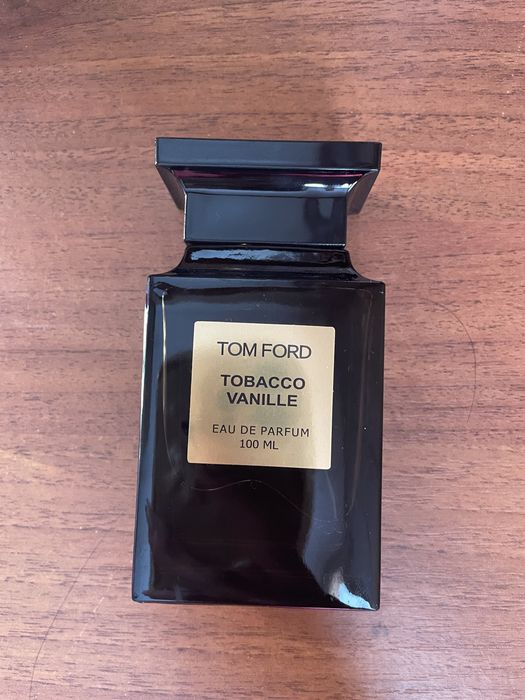 TOM FORD
TOBACCO
VANILLE
EAU DE PARFUM
100 ML